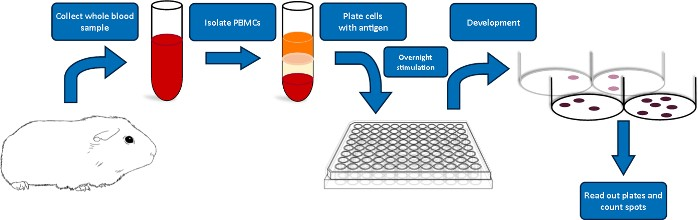 Collect whole blood
sample
Isolate PBMCs
Plate cells
with antigen
Overnight
stimulation
Development
Read out plates and
count spots